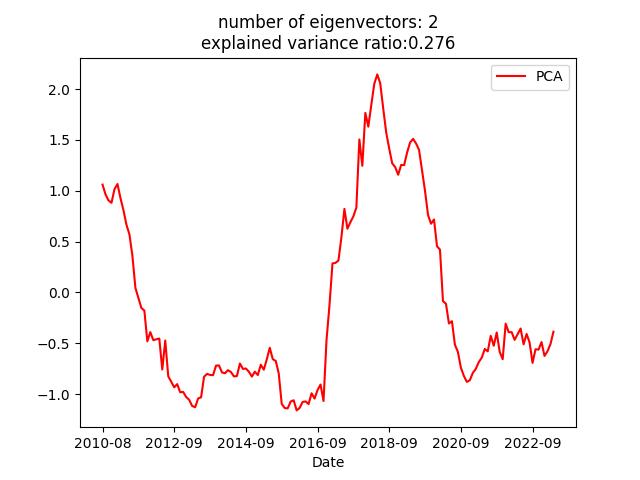 number of eigenvectors: 2
explained variance ratio:0.276
PCA
2.0
1.5
1.0
0.5
0.0
−0.5
−1.0
2010-08 2012-09 2014-09 2016-09 2018-09 2020-09 2022-09
Date